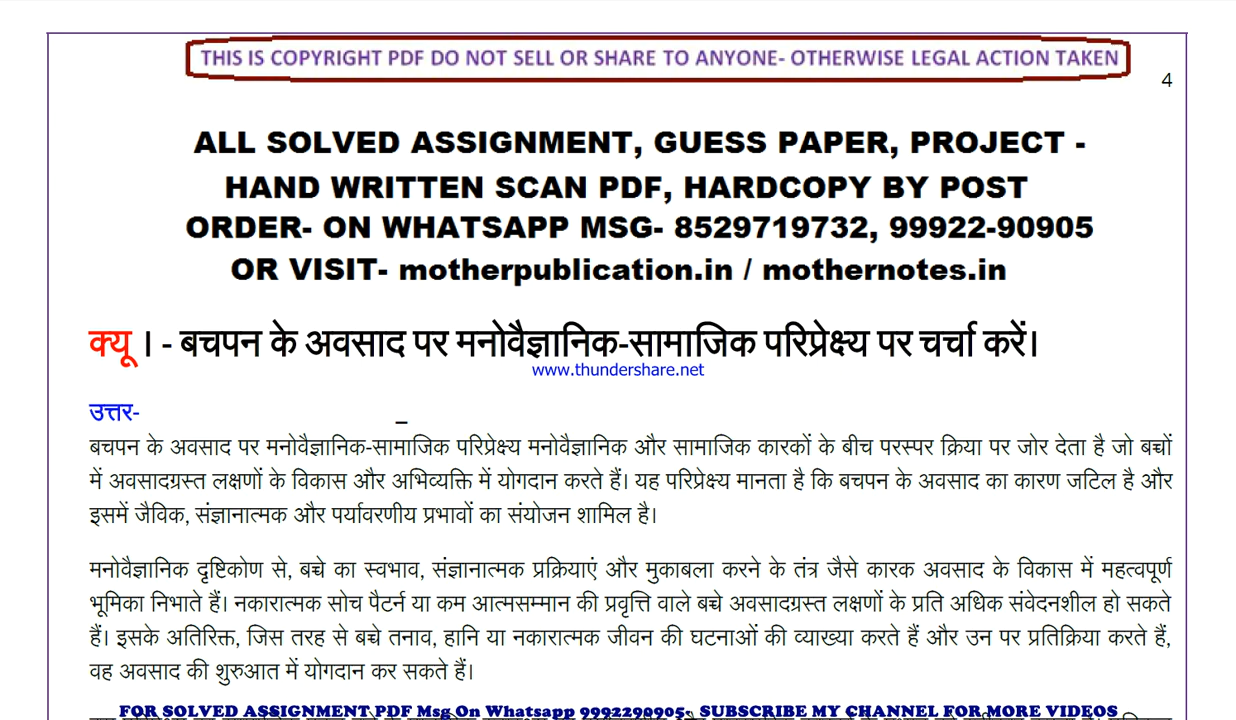 THIS IS COPYRIGHT PDF DO NOT SELL OR SHARE TO ANYONE- OTHERWISE LEGAL ACTION TAKEN
4
ALL SOLVED ASSIGNMENT, GUESS PAPER, PROJECT -
HAND WRITTEN SCAN PDF, HARDCOPY BY POST
ORDER- ON WHATSAPP MSG- 8529719732, 99922-90905
OR VISIT- motherpublication.in / mothernotes.in
क्यू । - बचपन के अवसाद पर मनोवैज्ञानिक-सामाजिक परिप्रेक्ष्य पर चर्चा करें।
www.thundershare.net
उत्तर-
बचपन के अवसाद पर मनोवैज्ञानिक-सामाजिक परिप्रेक्ष्य मनोवैज्ञानिक और सामाजिक कारकों के बीच परस्पर क्रिया पर जोर देता है जो बच्चों
में अवसादग्रस्त लक्षणों के विकास और अभिव्यक्ति में योगदान करते हैं। यह परिप्रेक्ष्य मानता है कि बचपन के अवसाद का कारण जटिल है और
इसमें जैविक, संज्ञानात्मक और पर्यावरणीय प्रभावों का संयोजन शामिल है।
मनोवैज्ञानिक दृष्टिकोण से, बच्चे का स्वभाव, संज्ञानात्मक प्रक्रियाएं और मुकाबला करने के तंत्र जैसे कारक अवसाद के विकास में महत्वपूर्ण
भूमिका निभाते हैं। नकारात्मक सोच पैटर्न या कम आत्मसम्मान की प्रवृत्ति वाले बच्चे अवसादग्रस्त लक्षणों के प्रति अधिक संवेदनशील हो सकते
हैं। इसके अतिरिक्त, जिस तरह से बच्चे तनाव, हानि या नकारात्मक जीवन की घटनाओं की व्याख्या करते हैं और उन पर प्रतिक्रिया करते हैं,
वह अवसाद की शुरुआत में योगदान कर सकते हैं।
FOR SOLVED ASSIGNMENT PDF Msg On Whatsapp 9992290905- SUBSCRIBE MY CHANNEL FOR MORE VIDEOS